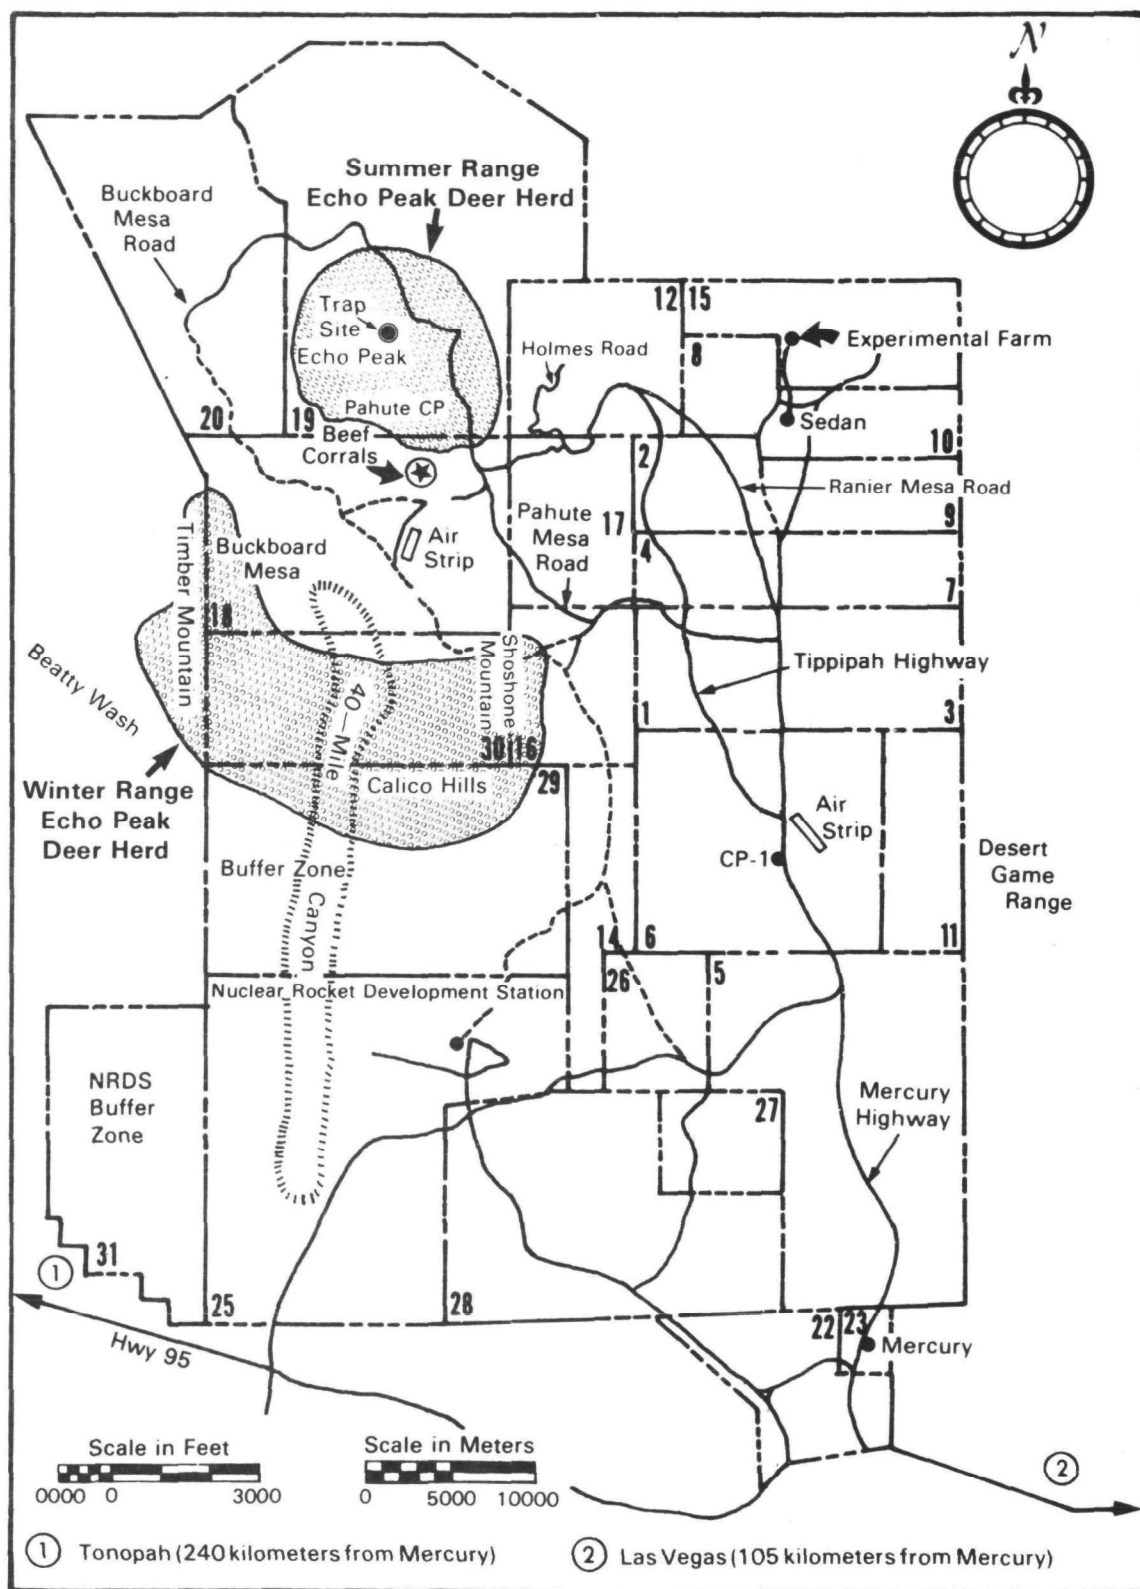 N
Summer Range
Echo Peak Deer Herd
Buckboard
Mesa
Road
Trap
Site
Echo Peak
Pahute CP
20
19
Beef
Corrals
12
15
Holmes Road
8
Experimental Farm
Sedan
10
2
Ranier Mesa Road
9
17
4
Pahute
Mesa
Road
Air
Strip
Buckboard
Mesa
Timber Mountain
18
7
Shoshone
Mountain
Tippipah Highway
Beatty Wash
40—Mile
Canyon
1
3
30
16
29
Calico Hills
Winter Range
Echo Peak
Deer Herd
Air
Strip
CP-1
Desert
Game
Range
Buffer Zone
14
6
11
26
5
Nuclear Rocket Development Station
NRDS
Buffer
Zone
27
Mercury
Highway
31
25
28
22
23
Mercury
1
Hwy 95
Scale in Feet
0000 0 3000
Scale in Meters
0 5000 10000
2
1 Tonopah (240 kilometers from Mercury)
2 Las Vegas (105 kilometers from Mercury)